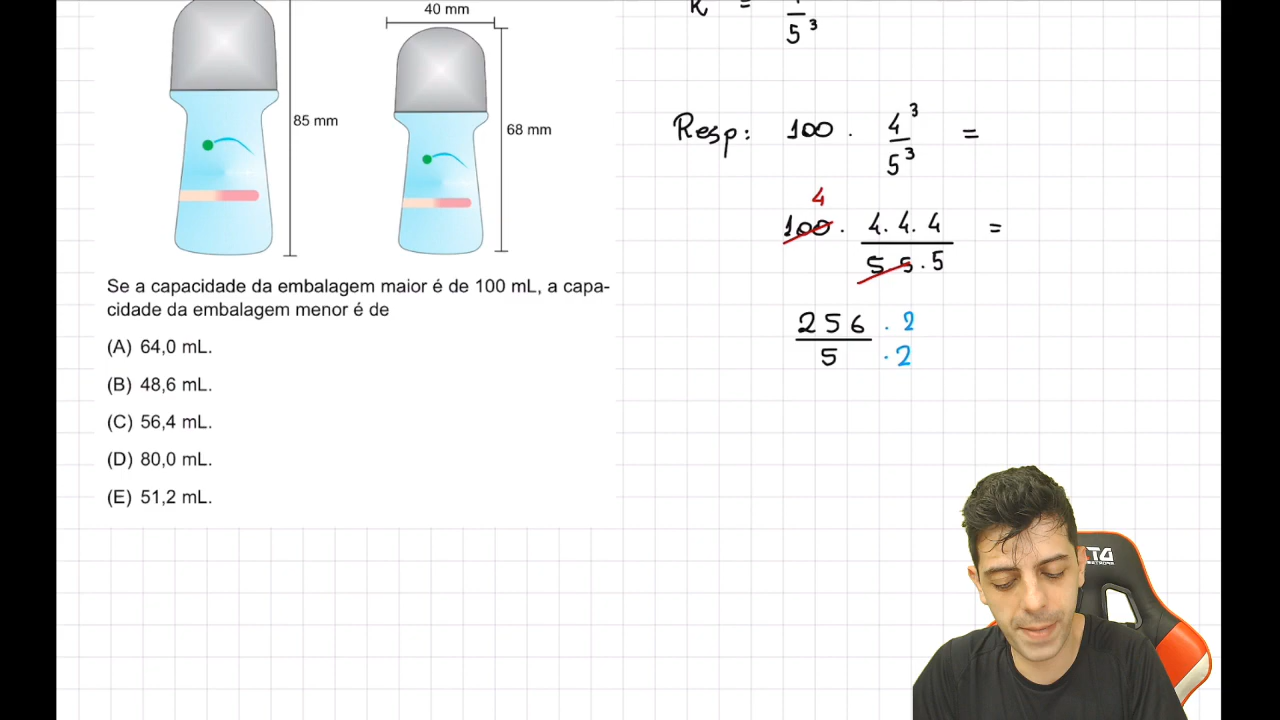 40 mm
85 mm
68 mm
Se a capacidade da embalagem maior é de 100 mL, a capa-
cidade da embalagem menor é de
(A) 64,0 mL.
(B) 48,6 mL.
(C) 56,4 mL.
(D) 80,0 mL.
(E) 51,2 mL.
=
5³
Resp: 100 . 4³/5³ =
4
100 . 4.4.4 =
5 5.5
256 . 2
5 . 2